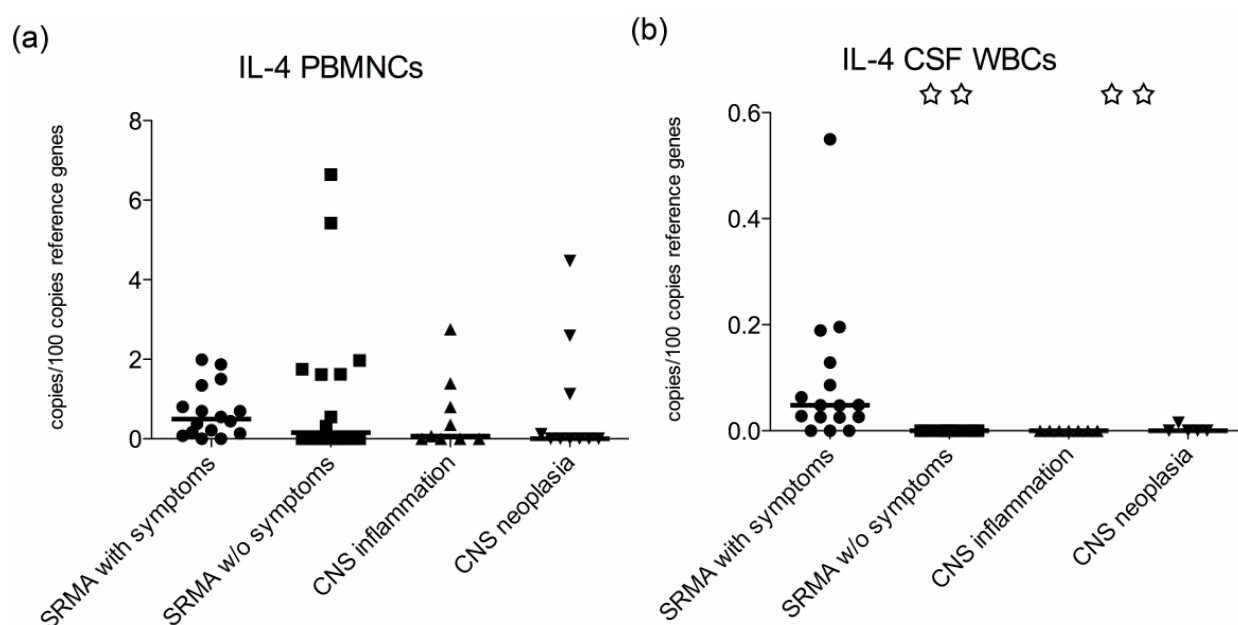 (a)
IL-4 PBMNCs
copies/100 copies reference genes
8
6
4
2
0
SRMA with symptoms
SRMA w/o symptoms
CNS inflammation
CNS neoplasia
(b)
IL-4 CSF WBCs
☆☆ ☆☆
copies/100 copies reference genes
0.6
0.4
0.2
0.0
SRMA with symptoms
SRMA w/o symptoms
CNS inflammation
CNS neoplasia